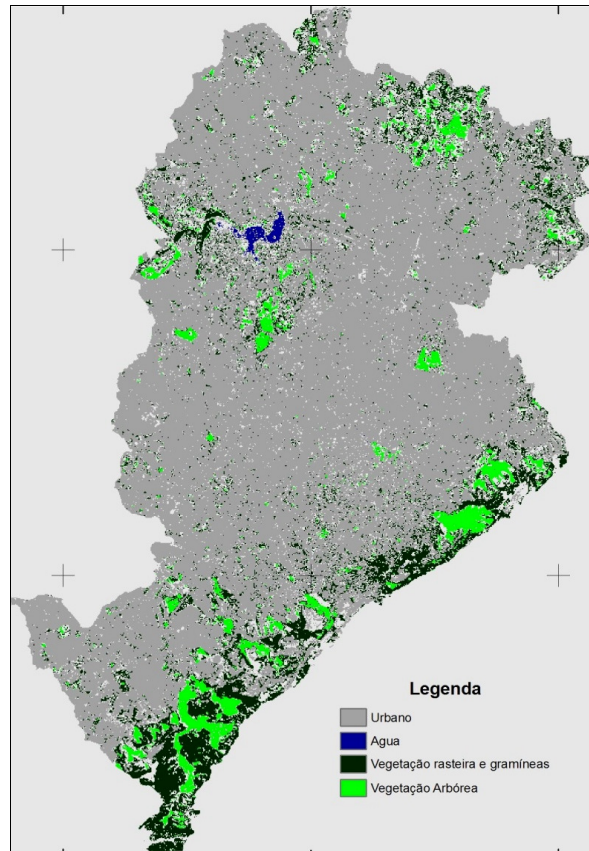 Legenda
Urbano
Agua
Vegetação rasteira e gramíneas
Vegetação Arbórea